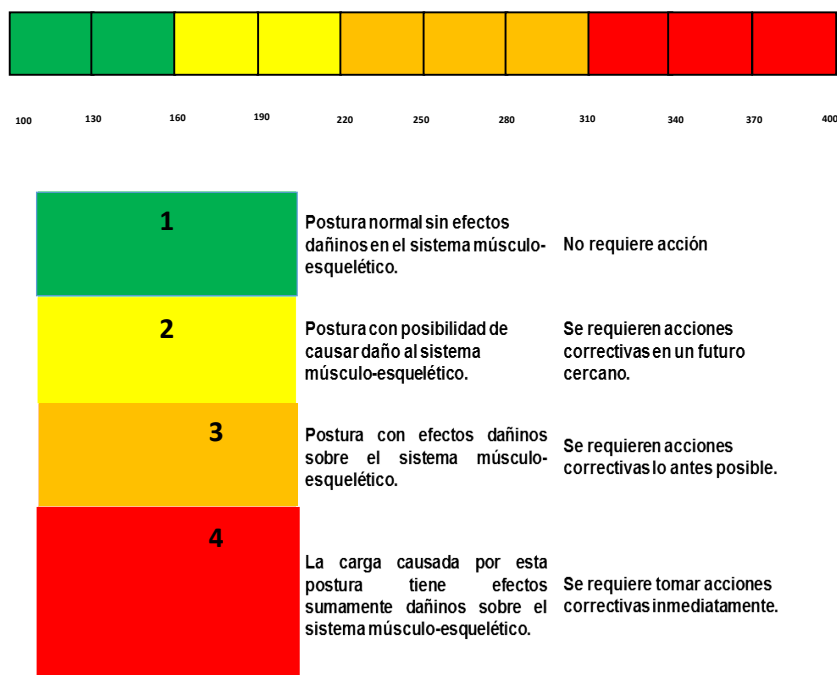 100 130 160 190 220 250 280 310 340 370 400
1
Postura normal sin efectos
dañinos en el sistema músculo-
esquelético.
No requiere acción
2
Postura con posibilidad de
causar daño al sistema
músculo-esquelético.
Se requieren acciones
correctivas en un futuro
cercano.
3
Postura con efectos dañinos
sobre el sistema músculo-
esquelético.
Se requieren acciones
correctivas lo antes posible.
4
La carga causada por esta
postura tiene efectos
sumamente dañinos sobre el
sistema músculo-esquelético.
Se requiere tomar acciones
correctivas inmediatamente.